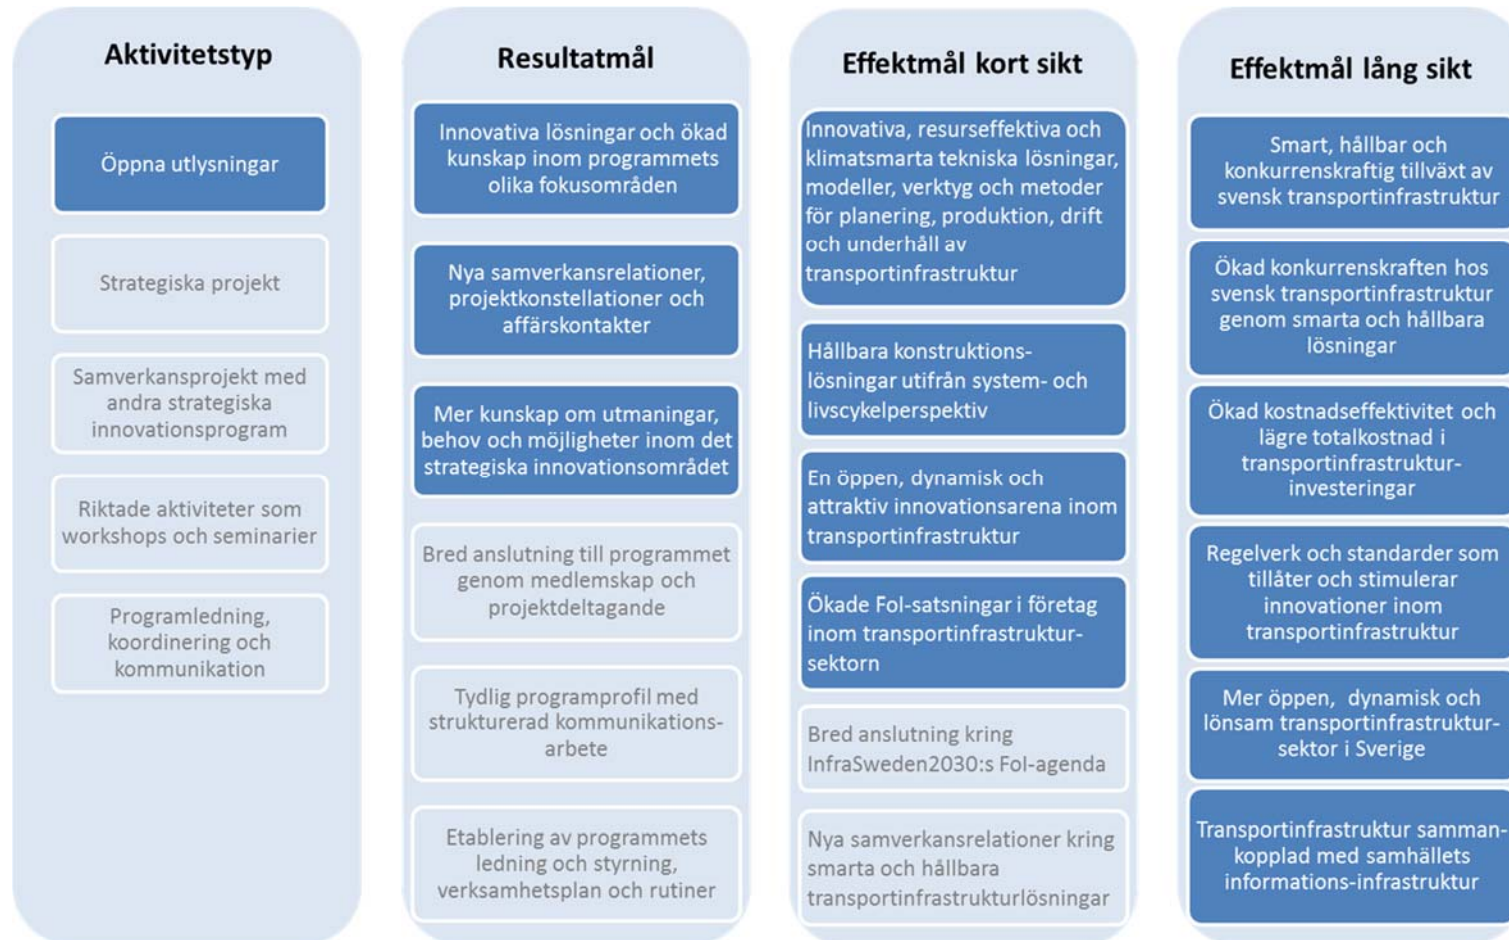 Aktivitetstyp
Öppna utlysningar
Strategiska projekt
Samverkansprojekt med
andra strategiska
innovationsprogram
Riktade aktiviteter som
workshops och seminarier
Programledning,
koordinering och
kommunikation
Resultatmål
Innovativa lösningar och ökad
kunskap inom programmets
olika fokusområden
Nya samverkansrelationer,
projektkonstellationer och
affärskontakter
Mer kunskap om utmaningar,
behov och möjligheter inom det
strategiska innovationsområdet
Bred anslutning till programmet
genom medlemskap och
projektdeltagande
Tydlig programprofil med
strukturerad kommunikations-
arbete
Etablering av programmets
ledning och styrning,
verksamhetsplan och rutiner
Effektmål kort sikt
Innovativa, resurseffektiva och
klimatsmarta tekniska lösningar,
modeller, verktyg och metoder
för planering, produktion, drift
och underhåll av
transportinfrastruktur
Hållbara konstruktions-
lösningar utifrån system- och
livscykelperspektiv
En öppen, dynamisk och
attraktiv innovationsarena inom
transportinfrastruktur
Ökade FoI-satsningar i företag
inom transportinfrastruktur-
sektorn
Bred anslutning kring
InfraSweden2030:s FoI-agenda
Nya samverkansrelationer kring
smarta och hållbara
transportinfrastrukturlösningar
Effektmål lång sikt
Smart, hållbar och
konkurrenskraftig tillväxt av
svensk transportinfrastruktur
Ökad konkurrenskraften hos
svensk transportinfrastruktur
genom smarta och hållbara
lösningar
Ökad kostnadseffektivitet och
lägre totalkostnad i
transportinfrastruktur-
investeringar
Regelverk och standarder som
tillåter och stimulerar
innovationer inom
transportinfrastruktur
Mer öppen, dynamisk och
lönsam transportinfrastruktur-
sektor i Sverige
Transportinfrastruktur samman-
kopplad med samhällets
informations-infrastruktur